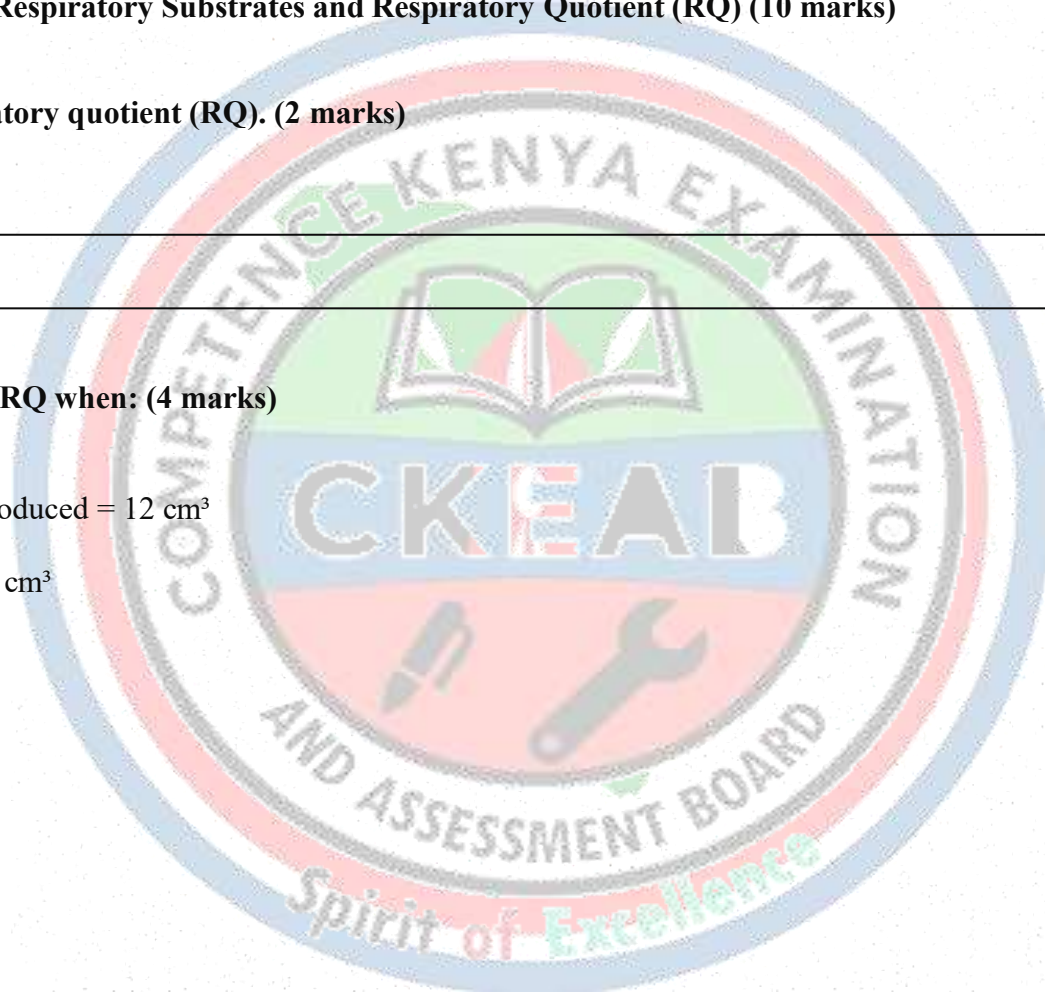 Respiratory Substrates and Respiratory Quotient (RQ) (10 marks)
atory quotient (RQ). (2 marks)
RQ when: (4 marks)
oduced = 12 cm³
cm³
COMPETENCE KENYA EXAMINATION
CKEAB
AND ASSESSMENT BOARD
Spirit of Excellence